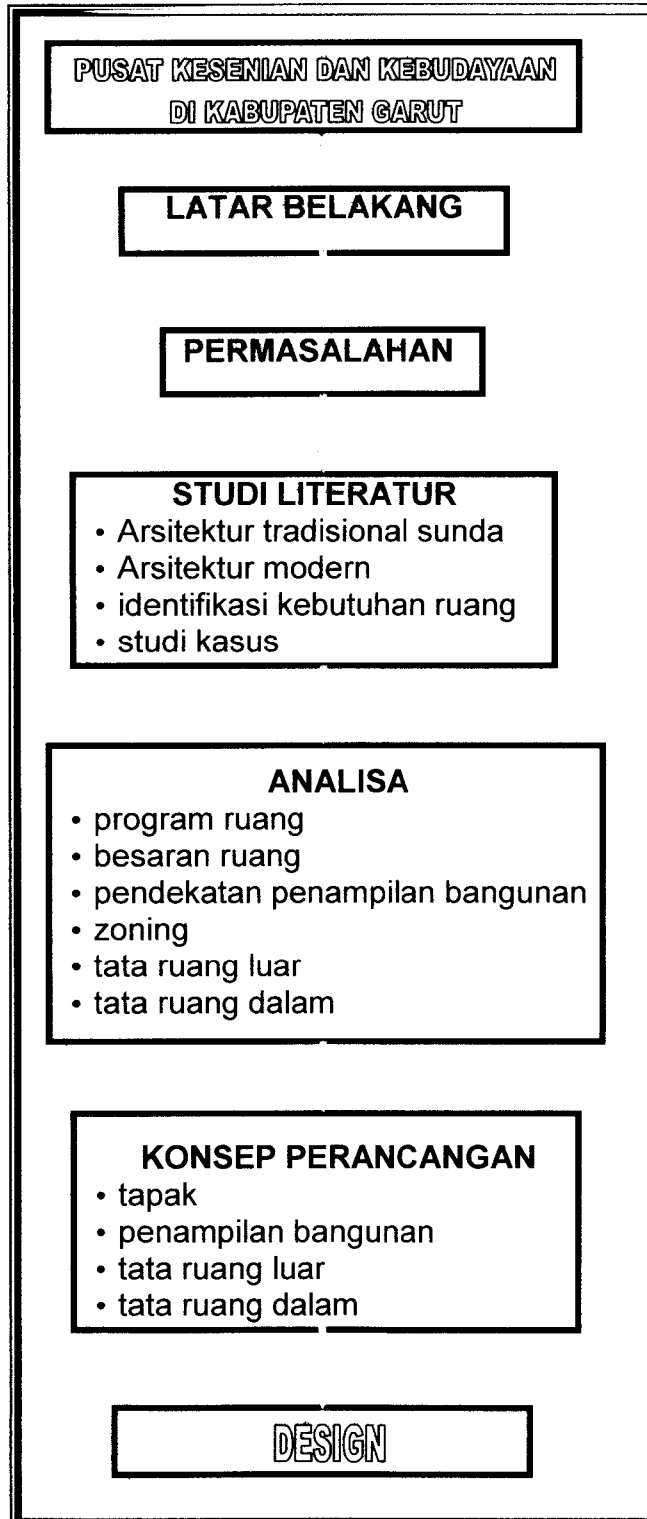 PUSAT KESENIAN DAN KEBUDAYAAN
DI KABUPATEN GARUT
LATAR BELAKANG
PERMASALAHAN
STUDI LITERATUR
• Arsitektur tradisional sunda
• Arsitektur modern
• identifikasi kebutuhan ruang
• studi kasus
ANALISA
• program ruang
• besaran ruang
• pendekatan penampilan bangunan
• zoning
• tata ruang luar
• tata ruang dalam
KONSEP PERANCANGAN
• tapak
• penampilan bangunan
• tata ruang luar
• tata ruang dalam
DESIGN